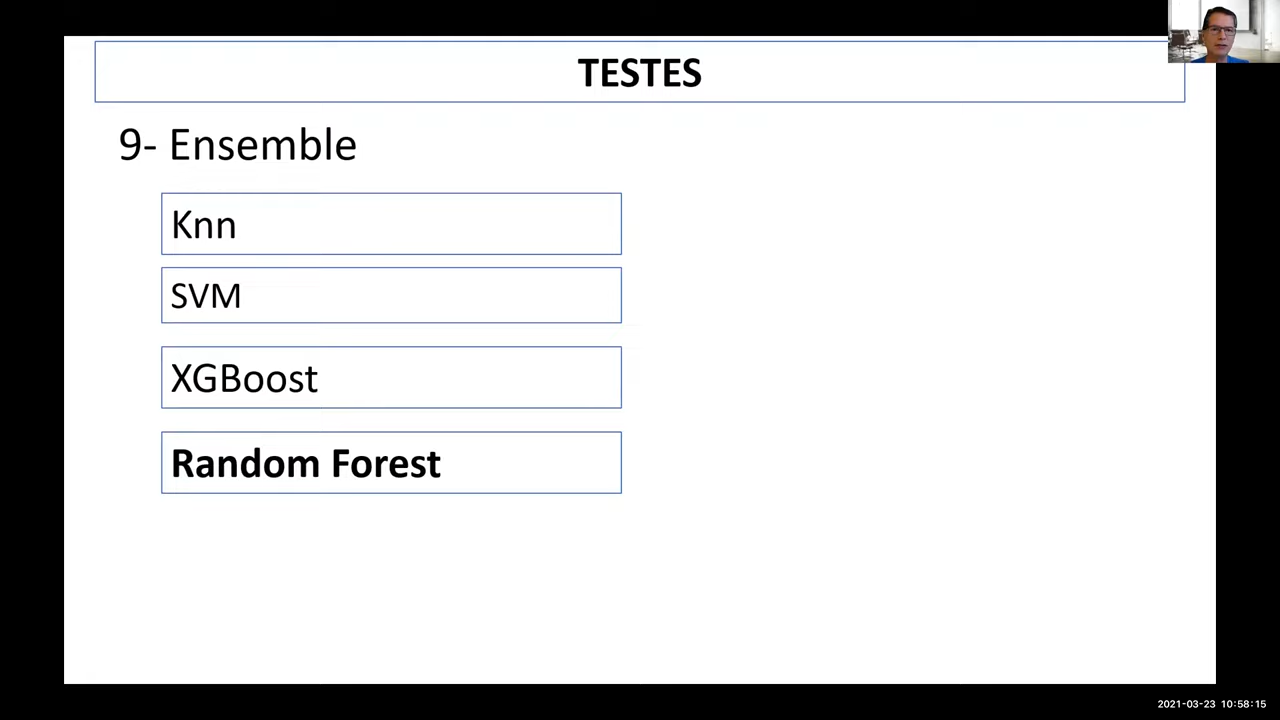 TESTES
9- Ensemble
Knn
SVM
XGBoost
Random Forest
2021-03-23 10:58:15